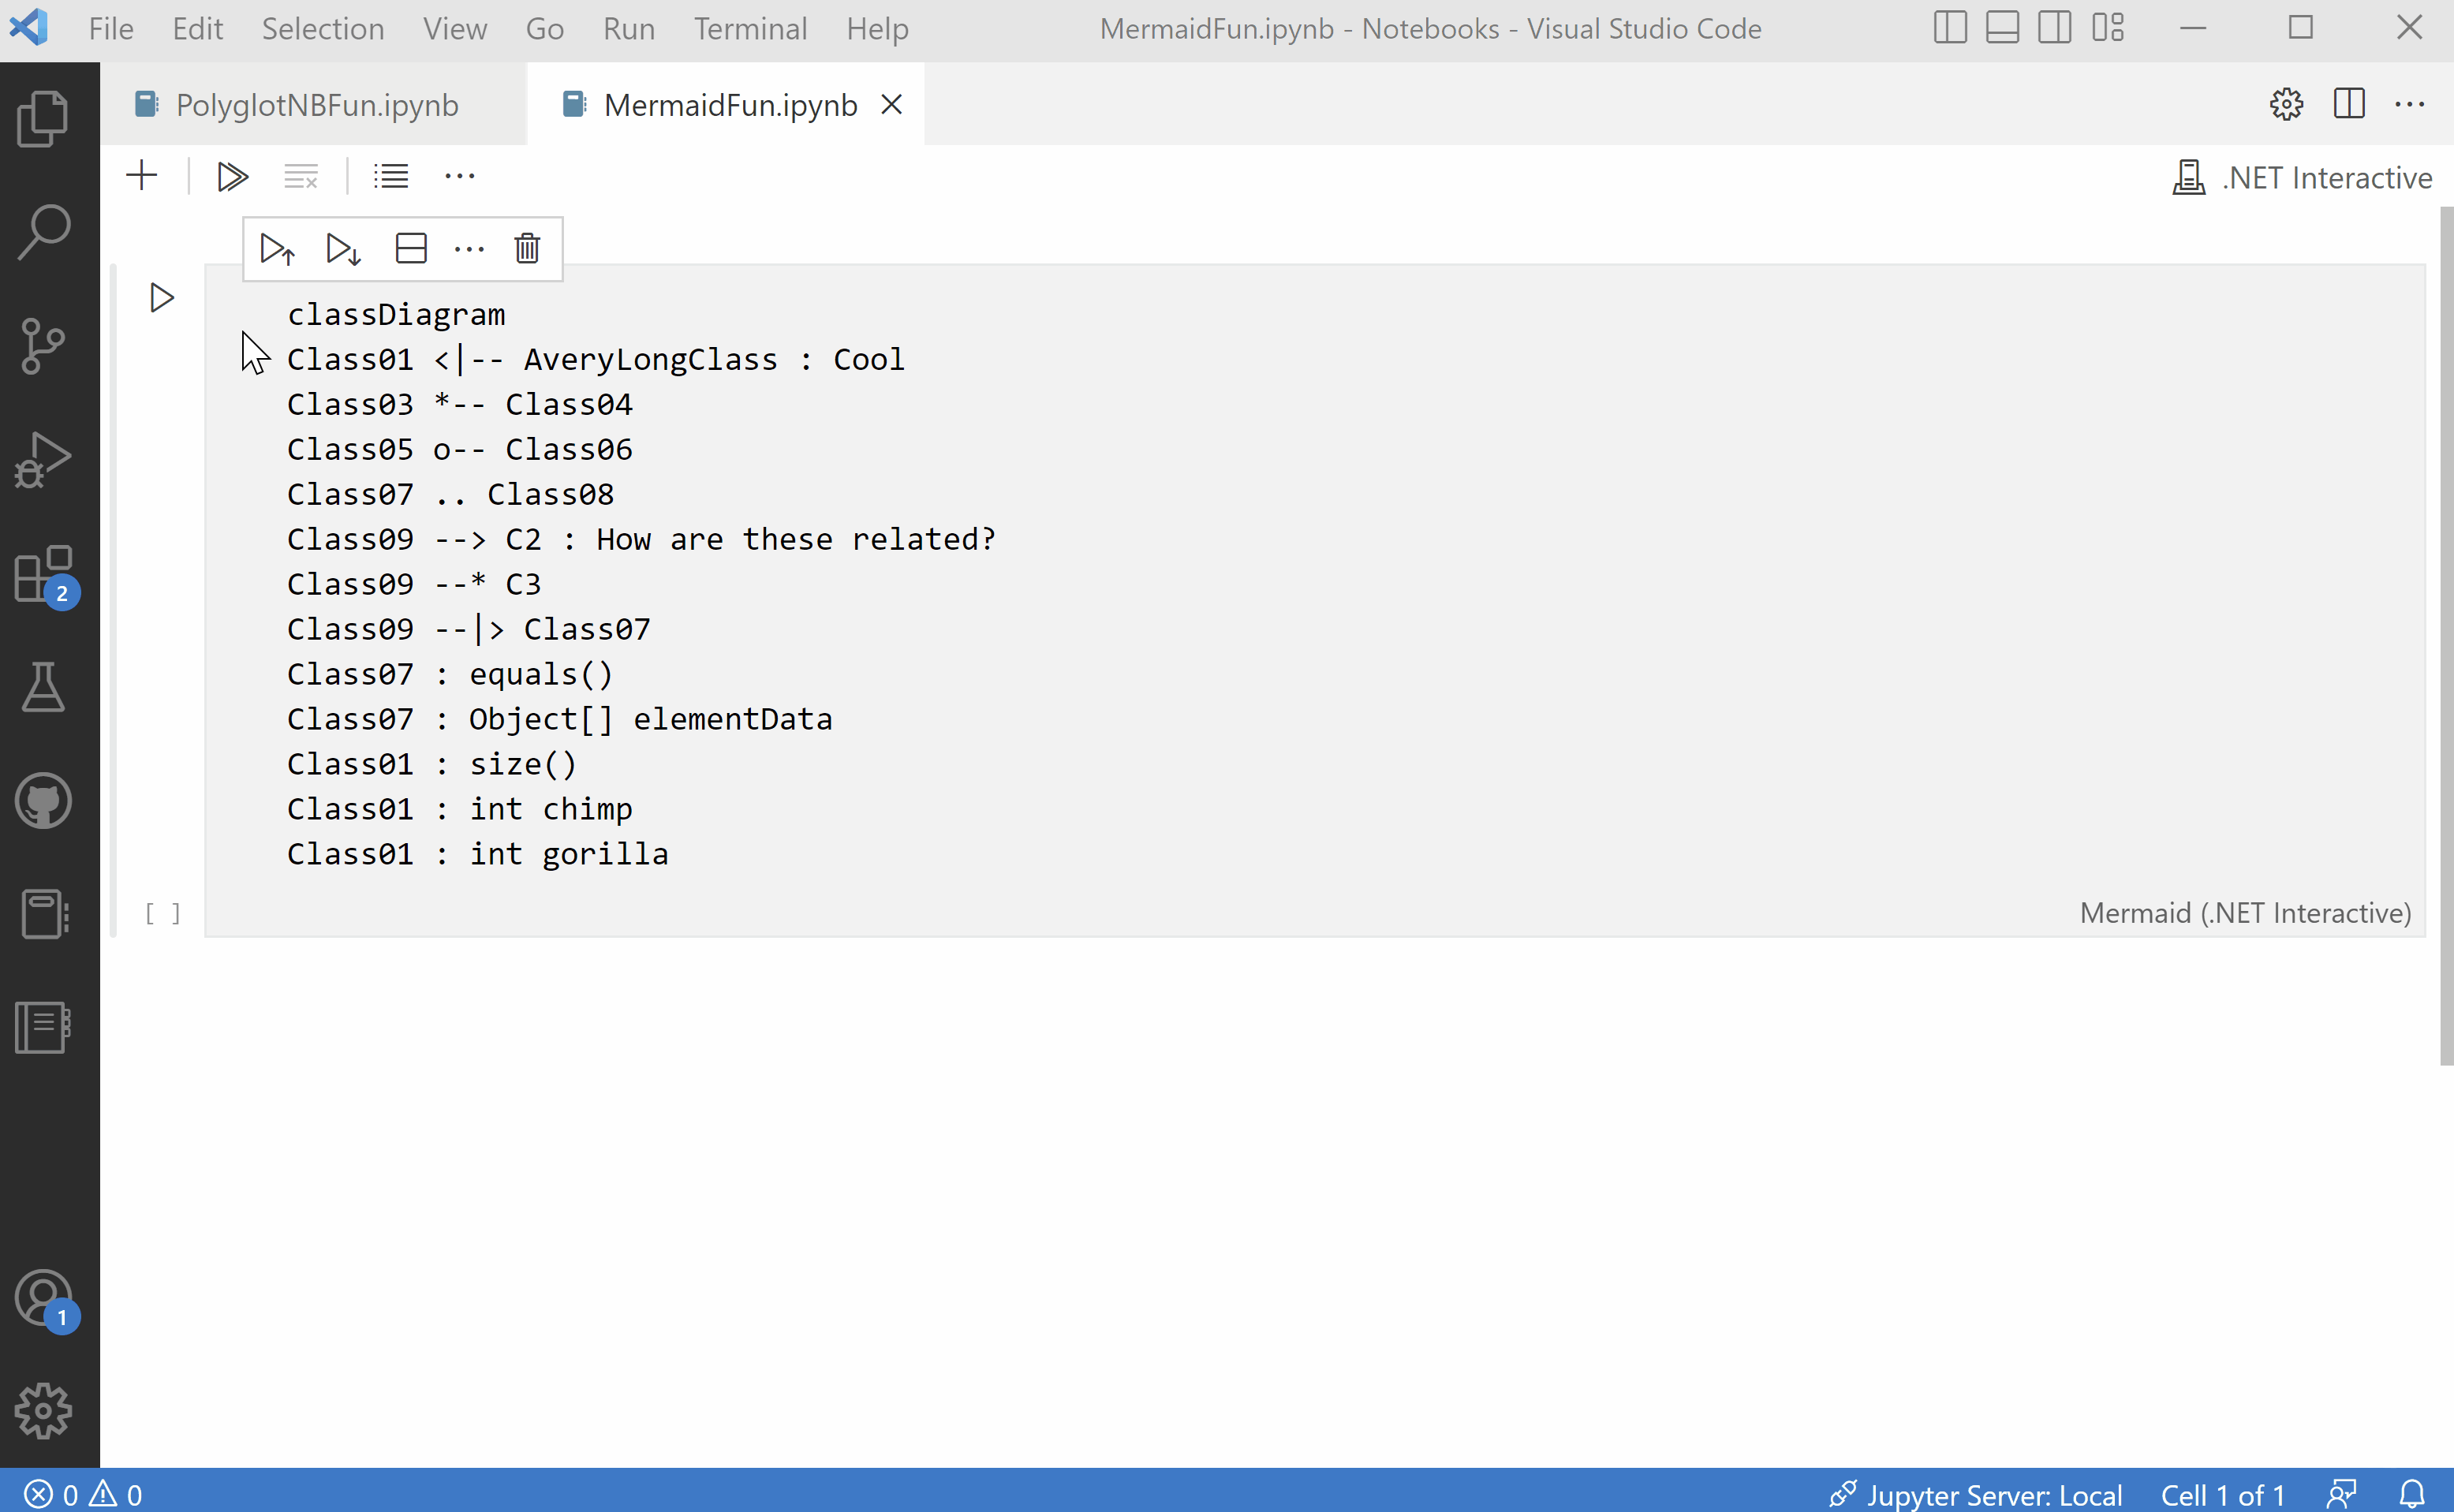 File Edit Selection View Go Run Terminal Help MermaidFun.ipynb - Notebooks - Visual Studio Code
PolyglotNBFun.ipynb MermaidFun.ipynb
.NET Interactive
classDiagram
Class01 <|-- AveryLongClass : Cool
Class03 *-- Class04
Class05 o-- Class06
Class07 .. Class08
Class09 --> C2 : How are these related?
Class09 --* C3
Class09 --|> Class07
Class07 : equals()
Class07 : Object[] elementData
Class01 : size()
Class01 : int chimp
Class01 : int gorilla
[ ] Mermaid (.NET Interactive)
2
1
0 0 Jupyter Server: Local Cell 1 of 1